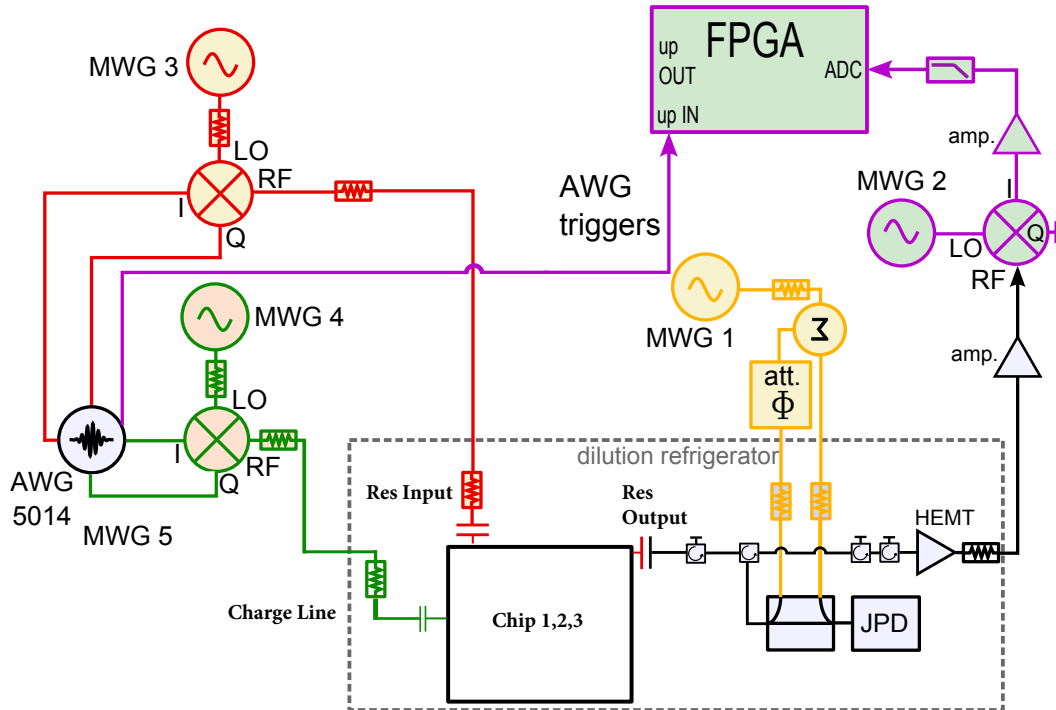 MWG 3
LO
RF
I
Q
up
OUT
FPGA
ADC
up IN
amp.
AWG
triggers
MWG 2
I
Q
LO
RF
MWG 4
MWG 1
Σ
amp.
att.
Φ
LO
RF
I
Q
AWG
5014
MWG 5
dilution refrigerator
Res Input
Res
Output
HEMT
Charge Line
Chip 1,2,3
JPD